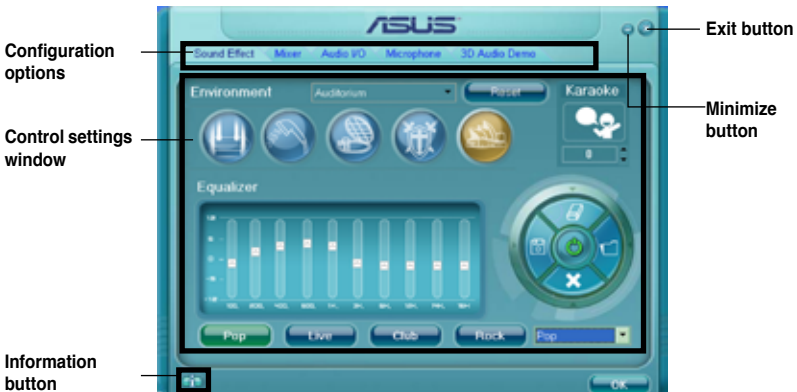 ASUS
Exit button
Configuration options
Sound Effect Mixer Audio I/O Microphone 3D Audio Demo
Minimize button
Control settings window
Environment Auditorium Reset Karaoke
0
Equalizer
Pop Live Club Rock Pop
Information button
OK